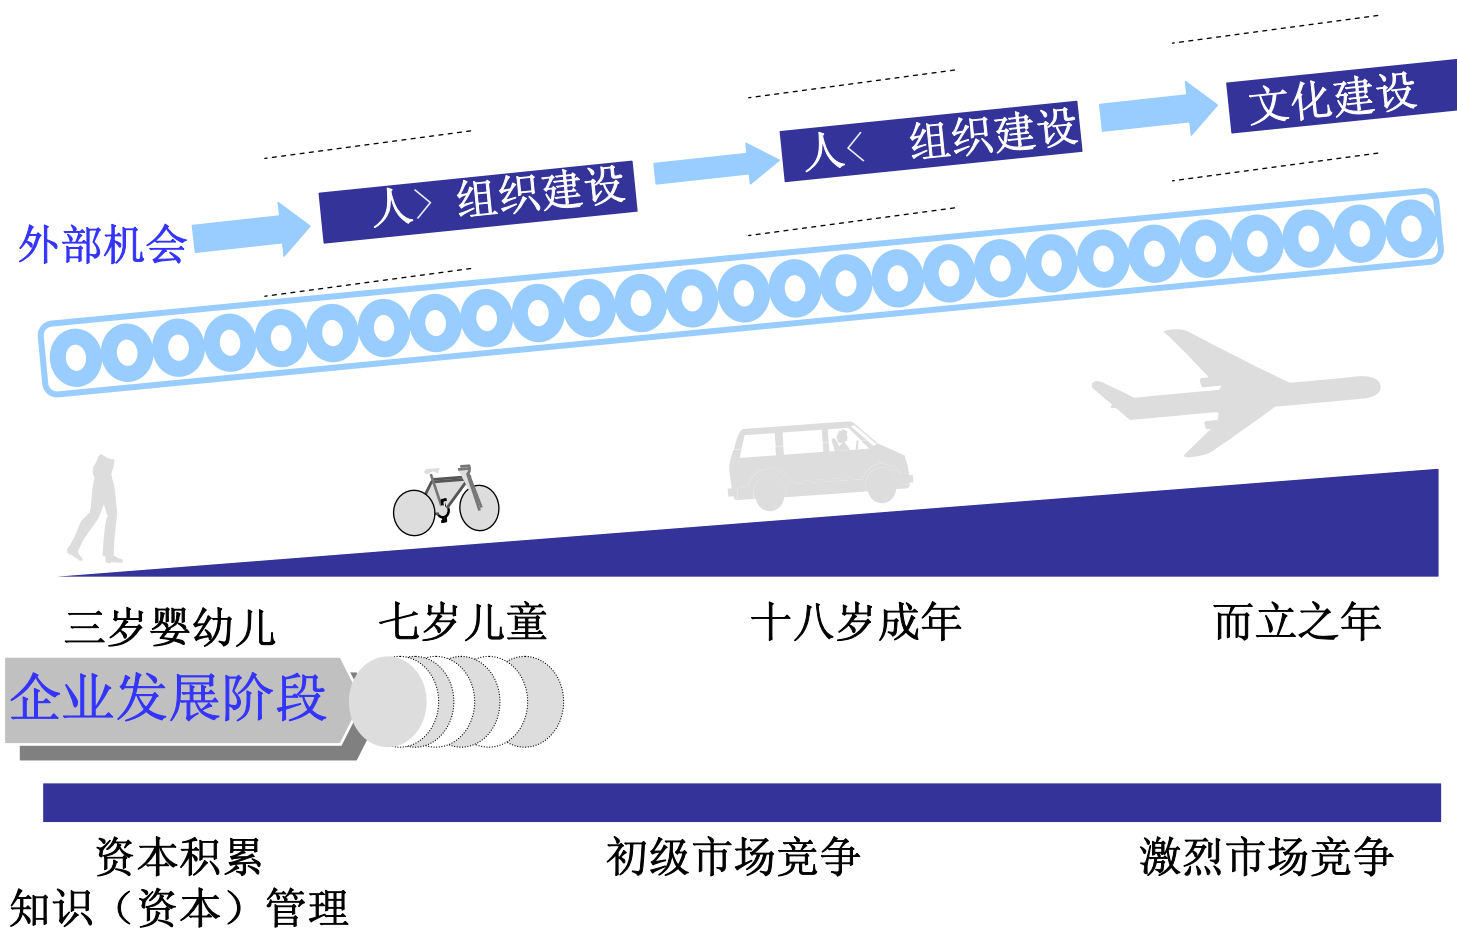 文化建设
人< 组织建设
人> 组织建设
外部机会
三岁婴幼儿
七岁儿童
十八岁成年
而立之年
企业发展阶段
资本积累
初级市场竞争
激烈市场竞争
知识（资本）管理